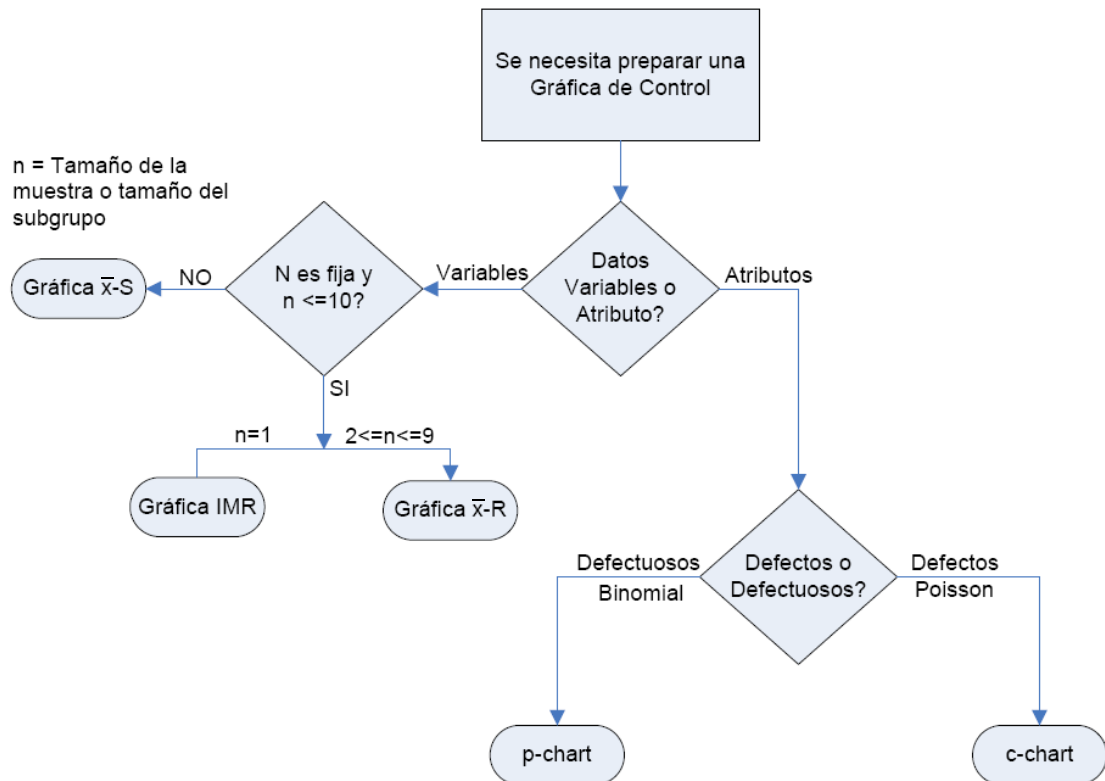 Se necesita preparar una
Gráfica de Control
n = Tamaño de la
muestra o tamaño del
subgrupo
Gráfica x̅-S
NO
N es fija y
n <=10?
Variables
Datos
Variables o
Atributo?
Atributos
SI
n=1
2<=n<=9
Gráfica IMR
Gráfica x̅-R
Defectuosos
Binomial
Defectos o
Defectuosos?
Defectos
Poisson
p-chart
c-chart